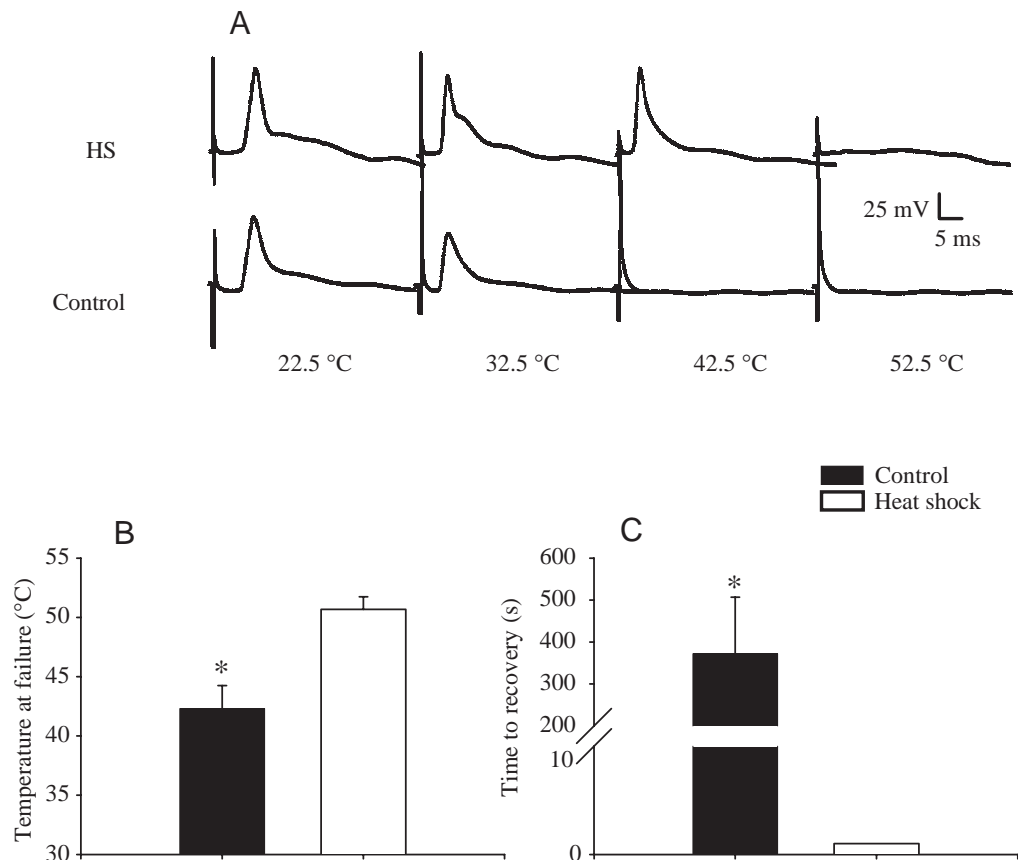 A
HS
25 mV
5 ms
Control
22.5 °C 32.5 °C 42.5 °C 52.5 °C
Control
Heat shock
B
55
50
45
40
35
30
Temperature at failure (°C)
*
C
600
500
400
300
200
10
0
Time to recovery (s)
*